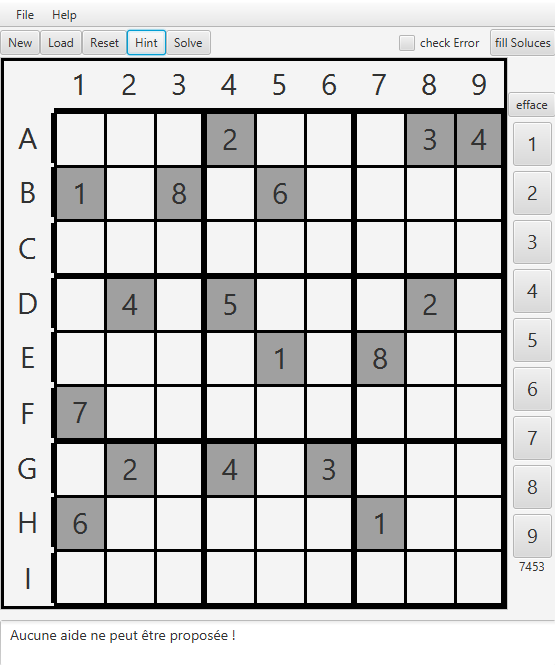 File Help
New Load Reset Hint Solve check Error fill Soluces
1 2 3 4 5 6 7 8 9
efface
A 2 3 4
1
B 1 8 6
2
C
3
D 4 5 2
4
E 1 8
5
F 7
6
G 2 4 3
7
H 6 1
8
9
7453
I
Aucune aide ne peut être proposée !